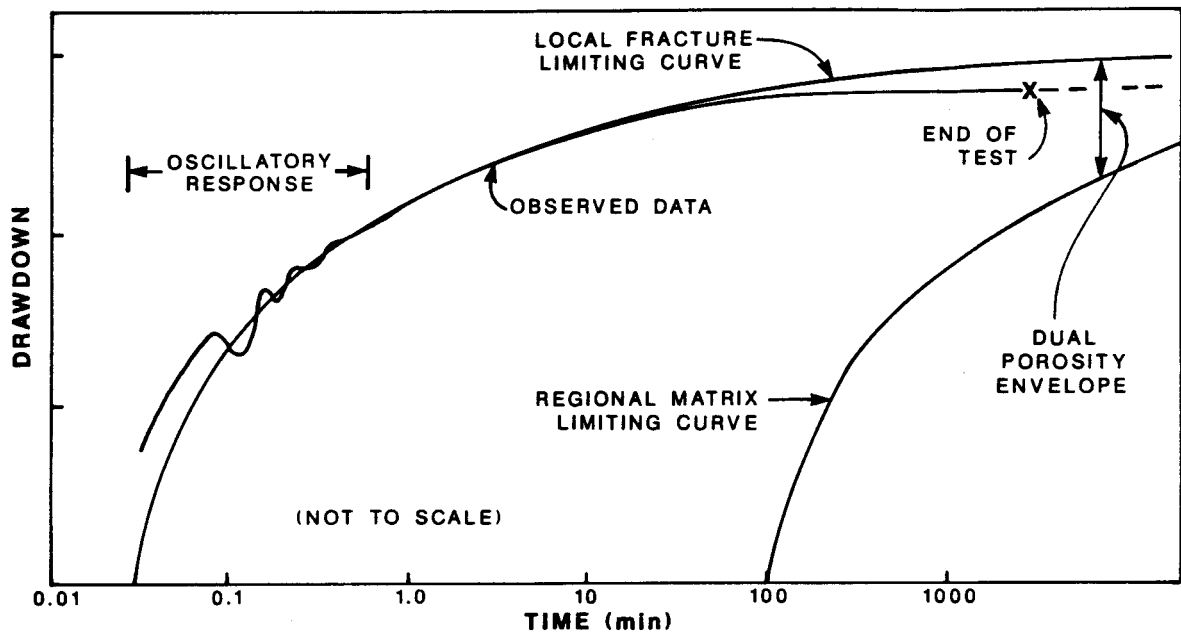 LOCAL FRACTURE
LIMITING CURVE
OSCILLATORY
RESPONSE
END OF
TEST
X
OBSERVED DATA
DRAWDOWN
DUAL
POROSITY
ENVELOPE
REGIONAL MATRIX
LIMITING CURVE
(NOT TO SCALE)
0.01 0.1 1.0 10 100 1000
TIME (min)